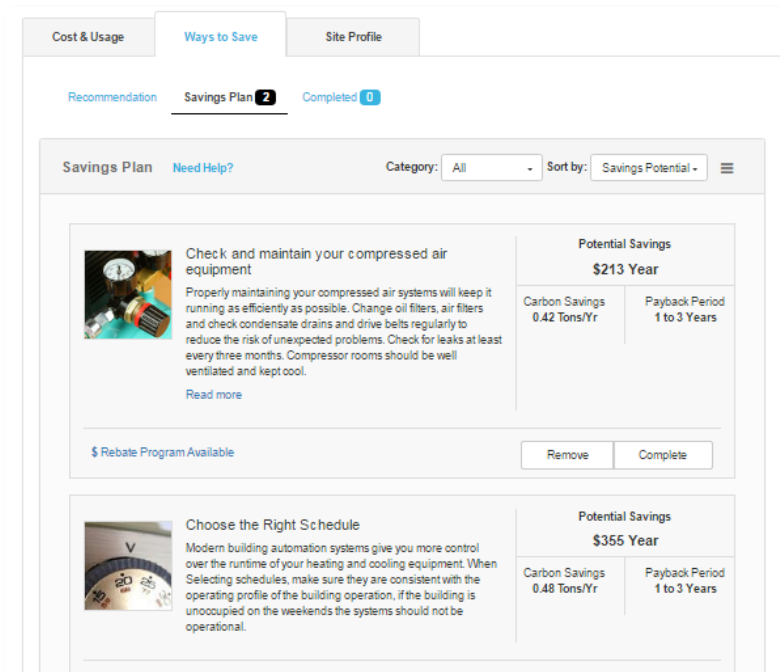 Cost & Usage
Ways to Save
Site Profile
Recommendation
Savings Plan 2
Completed 0
Savings Plan
Need Help?
Category:
All
Sort by:
Savings Potential
Check and maintain your compressed air
equipment
Properly maintaining your compressed air systems will keep it
running as efficiently as possible. Change oil filters, air filters
and check condensate drains and drive belts regularly to
reduce the risk of unexpected problems. Check for leaks at least
every three months. Compressor rooms should be well
ventilated and kept cool.
Read more
Potential Savings
$213 Year
Carbon Savings
0.42 Tons/Yr
Payback Period
1 to 3 Years
$ Rebate Program Available
Remove
Complete
V
15
20
25
Choose the Right Schedule
Modern building automation systems give you more control
over the runtime of your heating and cooling equipment. When
Selecting schedules, make sure they are consistent with the
operating profile of the building operation, if the building is
unoccupied on the weekends the systems should not be
operational.
Potential Savings
$355 Year
Carbon Savings
0.48 Tons/Yr
Payback Period
1 to 3 Years